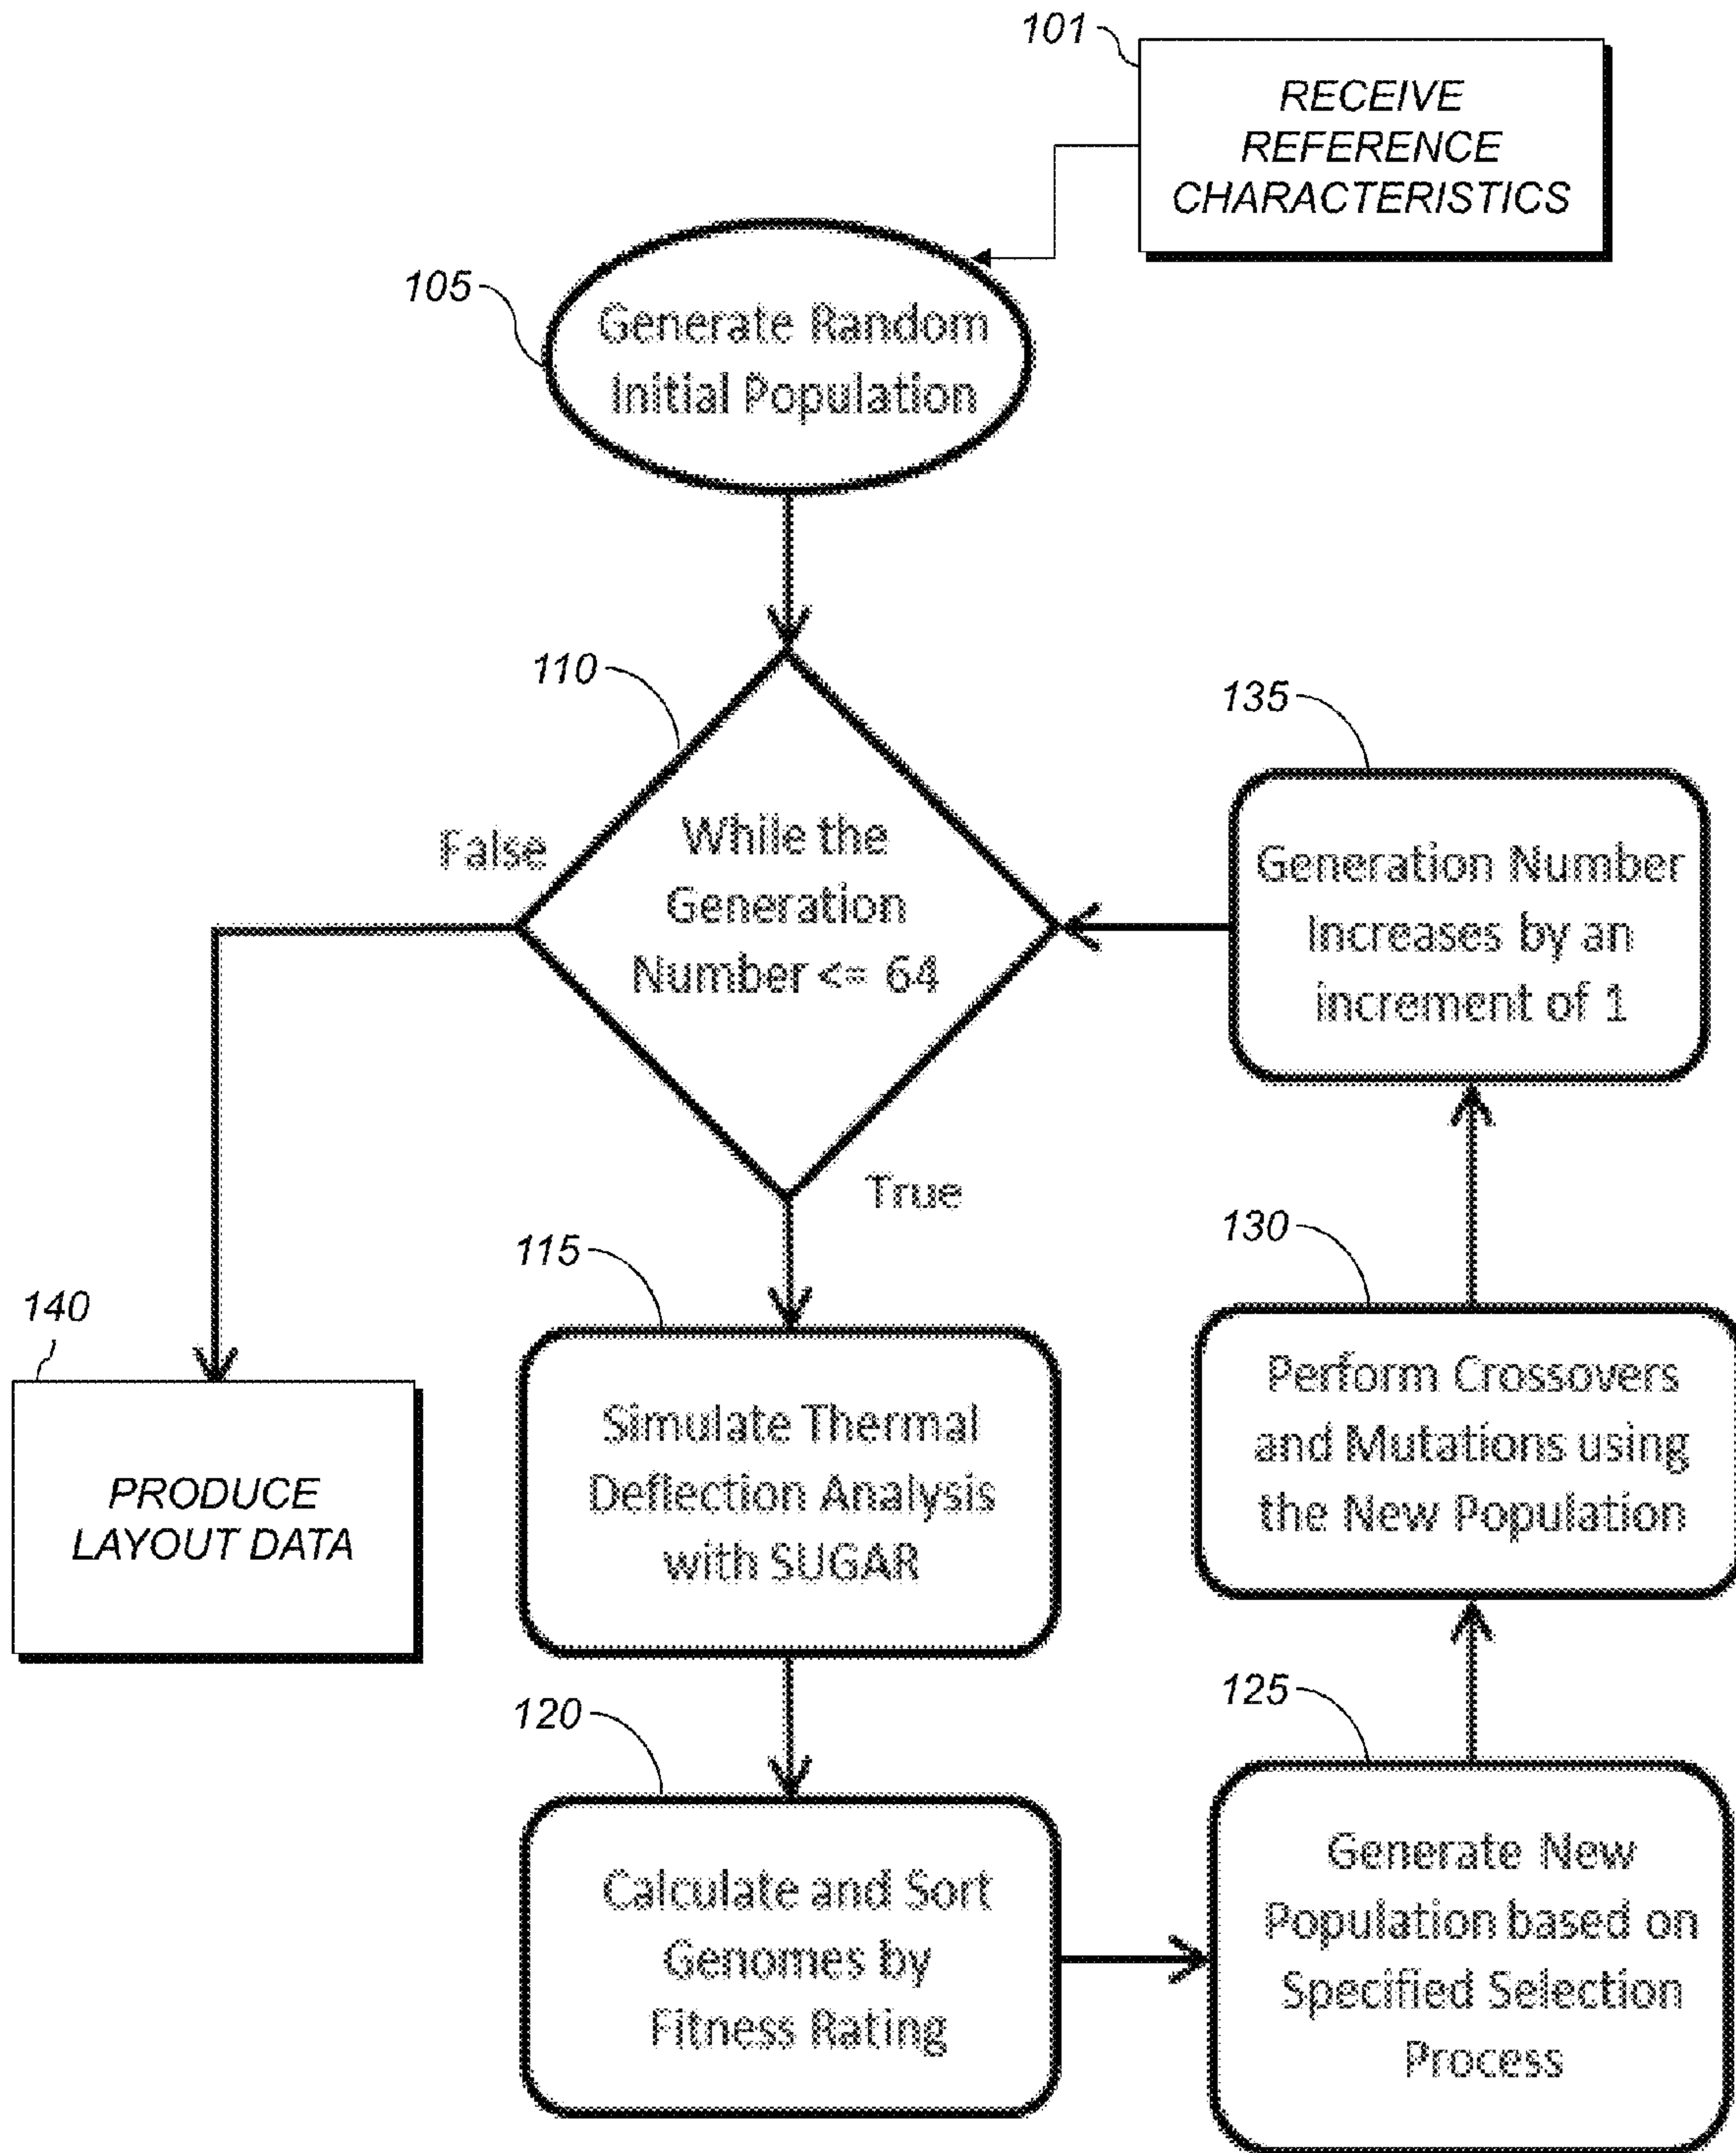 101
RECEIVE
REFERENCE
CHARACTERISTICS
105
Generate Random
Initial Population
110
While the
Generation
Number <= 64
False
True
135
Generation Number
Increases by an
increment of 1
115
Simulate Thermal
Deflection Analysis
with SUGAR
130
Perform Crossovers
and Mutations using
the New Population
140
PRODUCE
LAYOUT DATA
120
Calculate and Sort
Genomes by
Fitness Rating
125
Generate New
Population based on
Specified Selection
Process